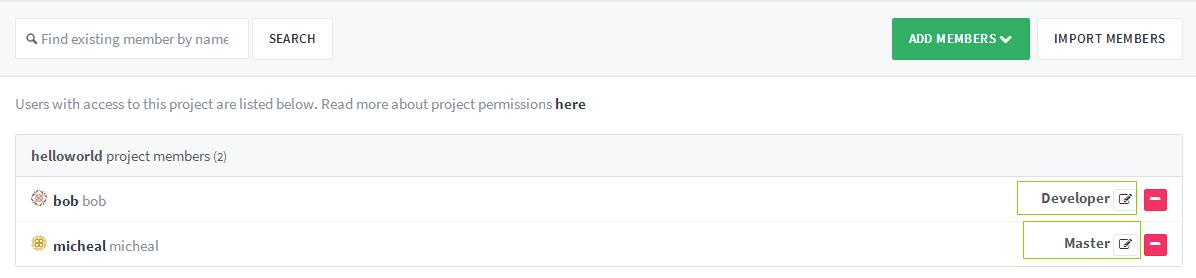 Find existing member by name
SEARCH
ADD MEMBERS
IMPORT MEMBERS
Users with access to this project are listed below. Read more about project permissions here
helloworld project members (2)
bob bob
Developer
micheal micheal
Master